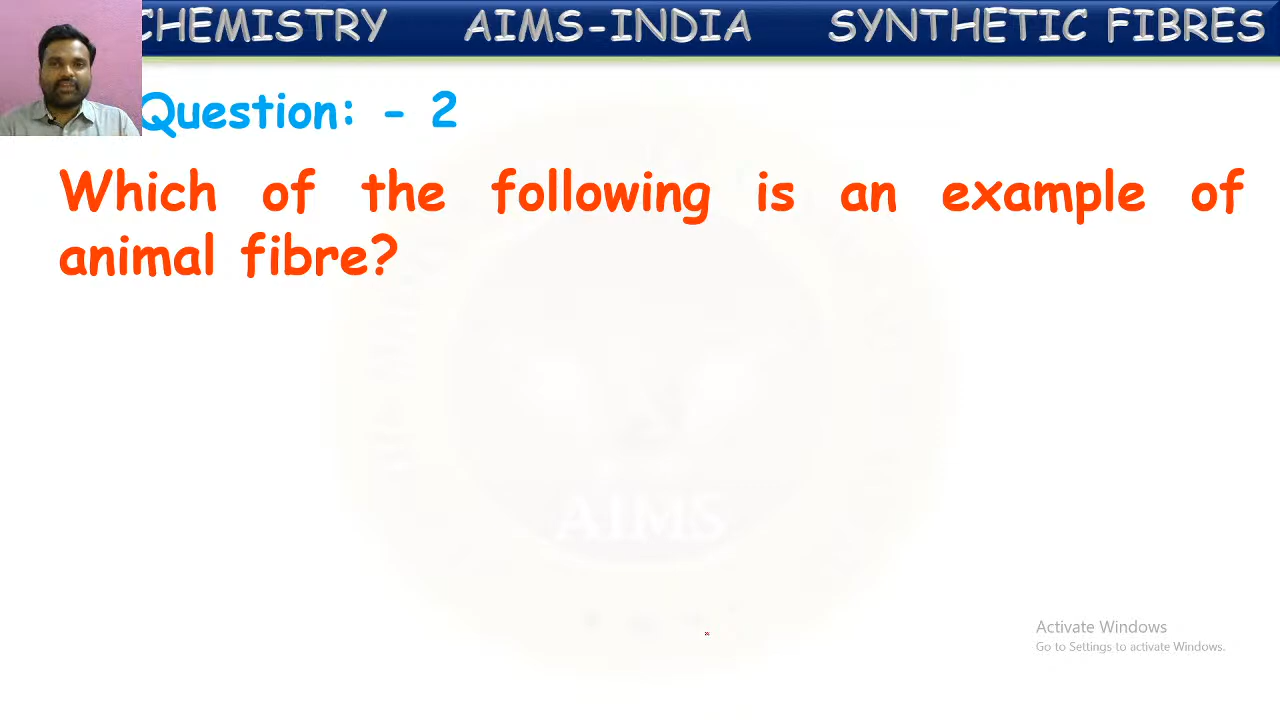 CHEMISTRY AIMS-INDIA SYNTHETIC FIBRES
Question: - 2
Which of the following is an example of
animal fibre?
AIMS
Activate Windows
Go to Settings to activate Windows.